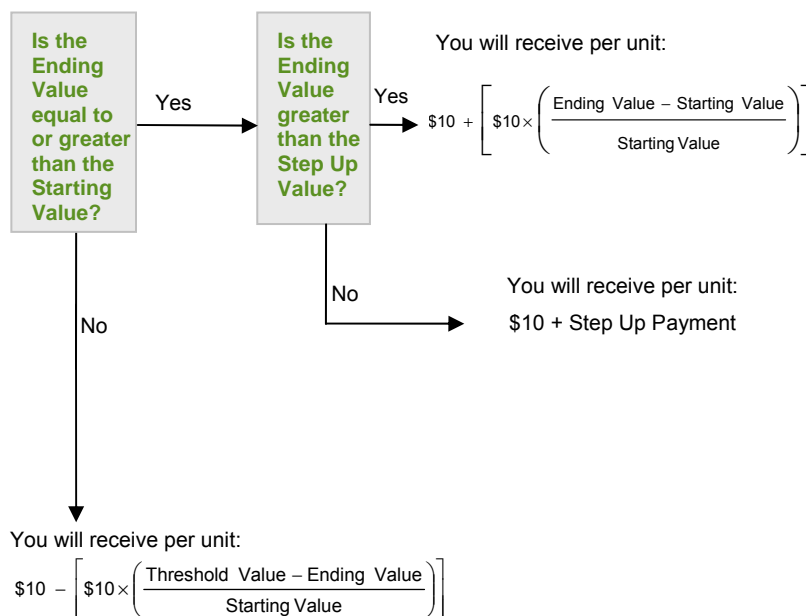 Is the
Ending
Value
equal to
or greater
than the
Starting
Value?
Yes
Is the
Ending
Value
greater
than the
Step Up
Value?
Yes
You will receive per unit:
$10 + [ $10 × ( Ending Value – Starting Value
Starting Value ) ]
No
You will receive per unit:
$10 + Step Up Payment
No
You will receive per unit:
$10 – [ $10 × ( Threshold Value – Ending Value
Starting Value ) ]